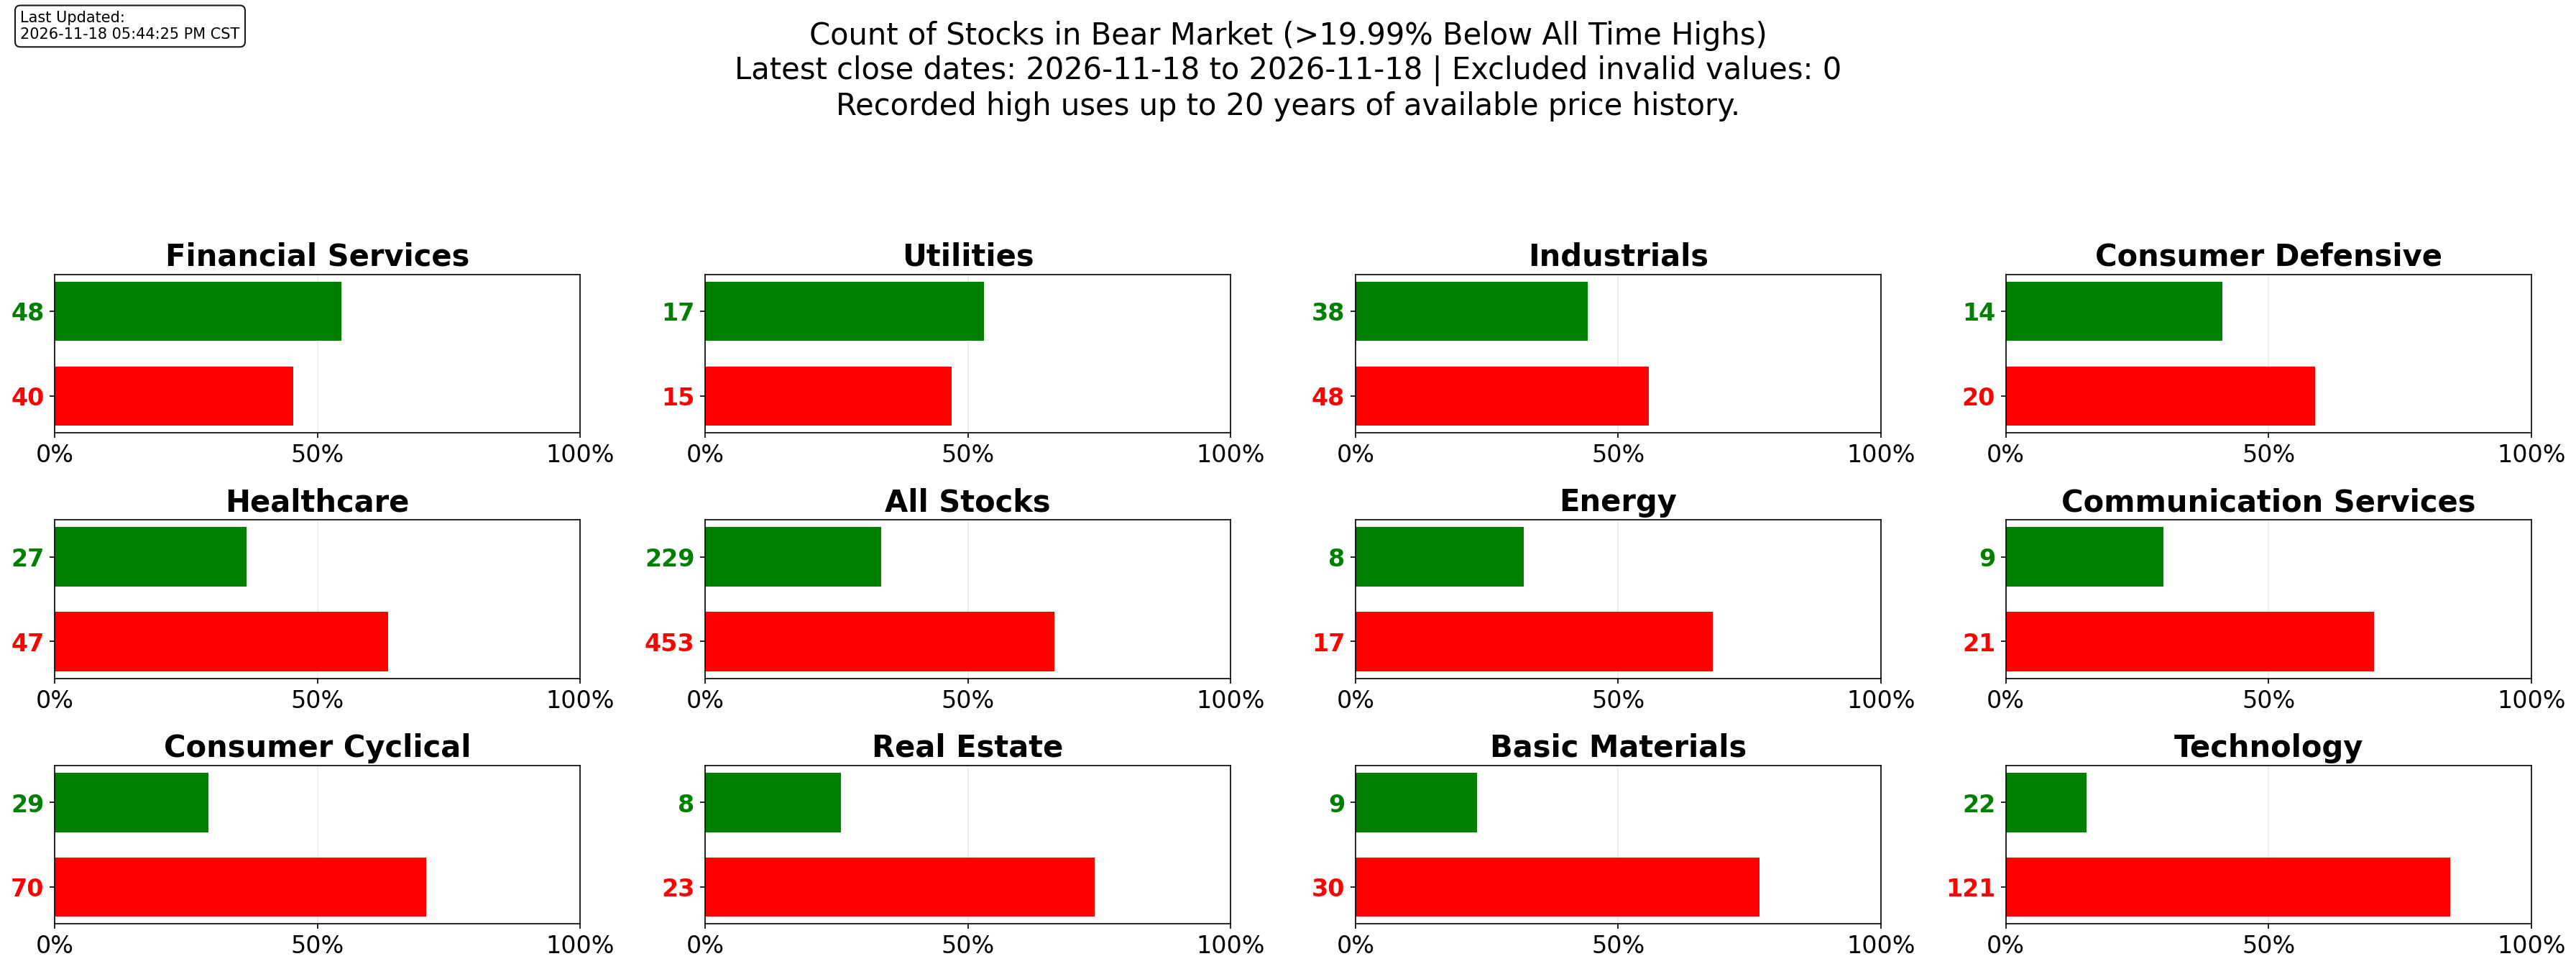 Last Updated:
2026-11-18 05:44:25 PM CST
Count of Stocks in Bear Market (>19.99% Below All Time Highs)
Latest close dates: 2026-11-18 to 2026-11-18 | Excluded invalid values: 0
Recorded high uses up to 20 years of available price history.
Financial Services
48
40
0% 50% 100%
Utilities
17
15
0% 50% 100%
Industrials
38
48
0% 50% 100%
Consumer Defensive
14
20
0% 50% 100%
Healthcare
27
47
0% 50% 100%
All Stocks
229
453
0% 50% 100%
Energy
8
17
0% 50% 100%
Communication Services
9
21
0% 50% 100%
Consumer Cyclical
29
70
0% 50% 100%
Real Estate
8
23
0% 50% 100%
Basic Materials
9
30
0% 50% 100%
Technology
22
121
0% 50% 100%